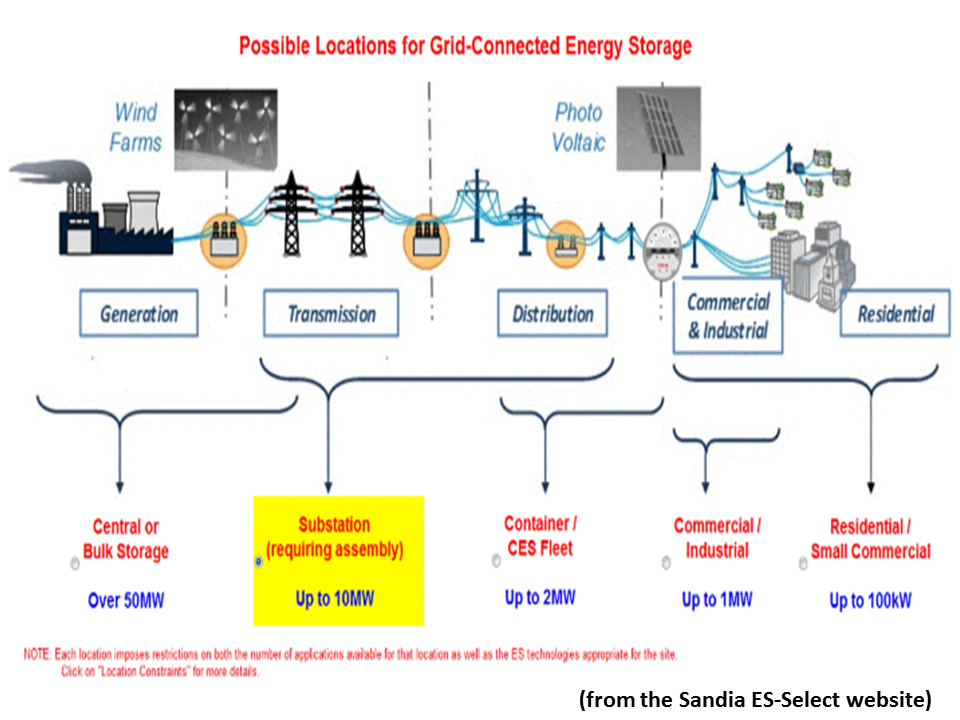 Possible Locations for Grid-Connected Energy Storage
Wind
Farms
Photo
Voltaic
Generation
Transmission
Distribution
Commercial
& Industrial
Residential
Central or
Bulk Storage
Over 50MW
Substation
(requiring assembly)
Up to 10MW
Container /
CES Fleet
Up to 2MW
Commercial /
Industrial
Up to 1MW
Residential /
Small Commercial
Up to 100kW
NOTE: Each location imposes restrictions on both the number of applications available for that location as well as the ES technologies appropriate for the site.
Click on "Location Constraints" for more details.
(from the Sandia ES-Select website)